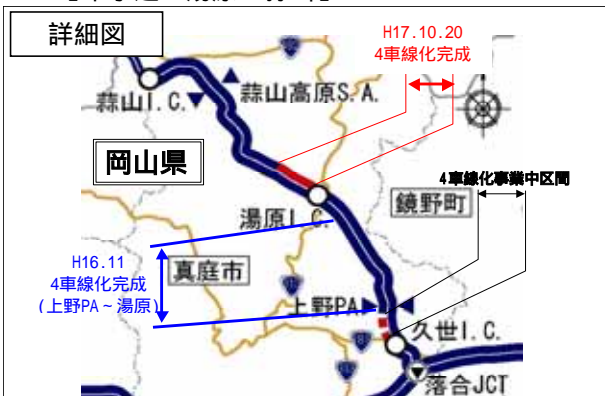 詳細図
H17.10.20
4車線化完成
蒜山I.C.
蒜山高原S.A.
岡山県
4車線化事業中区間
湯原I.C.
鏡野町
H16.11
4車線化完成
(上野PA~湯原)
真庭市
上野PA
久世I.C.
落合JCT